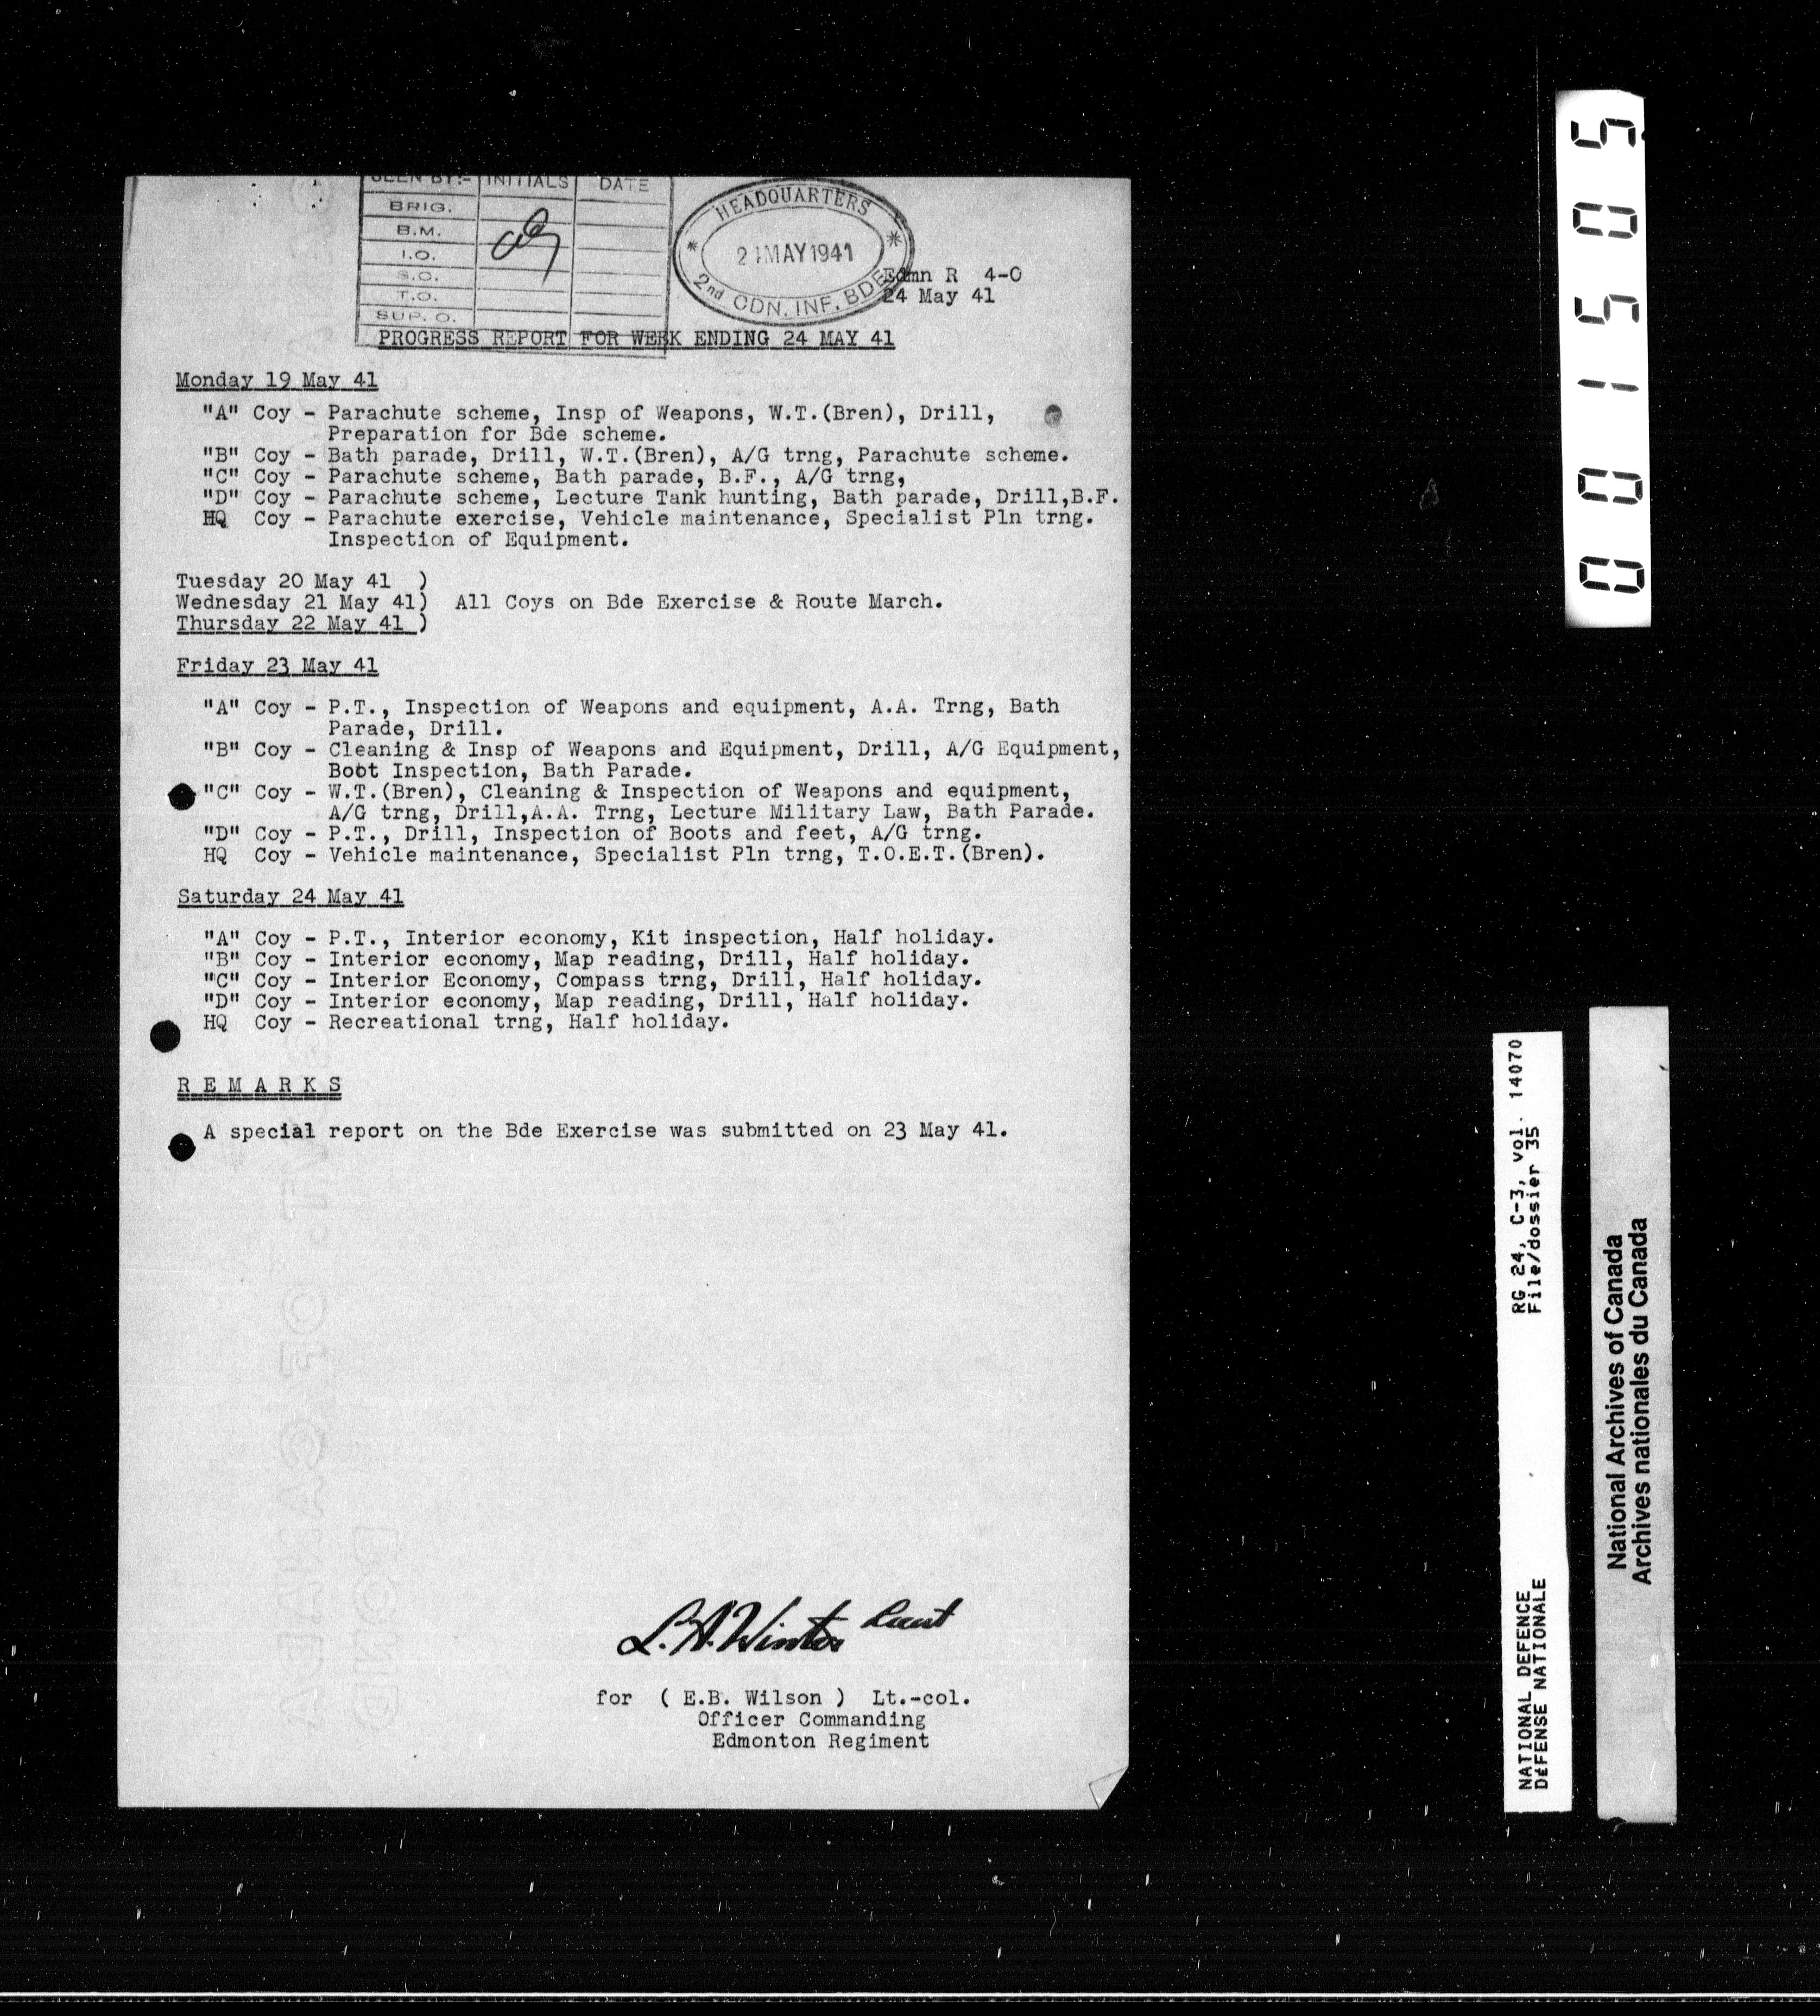 SEEN BY:- INITIALS DATE
BRIG.
B.M.
I.O.
S.O.
T.O.
SUP. O.
HEADQUARTERS
MAY 1941
2nd CDN. INF. BDE
Edmn R 4-O
24 May 41
PROGRESS REPORT FOR WEEK ENDING 24 MAY 41
Monday 19 May 41
"A" Coy - Parachute scheme, Insp of Weapons, W.T.(Bren), Drill,
Preparation for Bde scheme.
"B" Coy - Bath parade, Drill, W.T.(Bren), A/G trng, Parachute scheme.
"C" Coy - Parachute scheme, Bath parade, B.F., A/G trng,
"D" Coy - Parachute scheme, Lecture Tank hunting, Bath parade, Drill,B.F.
HQ Coy - Parachute exercise, Vehicle maintenance, Specialist Pln trng.
Inspection of Equipment.
Tuesday 20 May 41 )
Wednesday 21 May 41) All Coys on Bde Exercise & Route March.
Thursday 22 May 41 )
Friday 23 May 41
"A" Coy - P.T., Inspection of Weapons and equipment, A.A. Trng, Bath
Parade, Drill.
"B" Coy - Cleaning & Insp of Weapons and Equipment, Drill, A/G Equipment,
Boot Inspection, Bath Parade.
"C" Coy - W.T.(Bren), Cleaning & Inspection of Weapons and equipment,
A/G trng, Drill,A.A. Trng, Lecture Military Law, Bath Parade.
"D" Coy - P.T., Drill, Inspection of Boots and feet, A/G trng.
HQ Coy - Vehicle maintenance, Specialist Pln trng, T.O.E.T.(Bren).
Saturday 24 May 41
"A" Coy - P.T., Interior economy, Kit inspection, Half holiday.
"B" Coy - Interior economy, Map reading, Drill, Half holiday.
"C" Coy - Interior Economy, Compass trng, Drill, Half holiday.
"D" Coy - Interior economy, Map reading, Drill, Half holiday.
HQ Coy - Recreational trng, Half holiday.
R E M A R K S
A special report on the Bde Exercise was submitted on 23 May 41.
L.A. Winter Lieut
for ( E.B. Wilson ) Lt.-col.
Officer Commanding
Edmonton Regiment
001505
RG 24, C-3, vol. 14070
File/dossier 35
NATIONAL DEFENCE
DÉFENSE NATIONALE
National Archives of Canada
Archives nationales du Canada